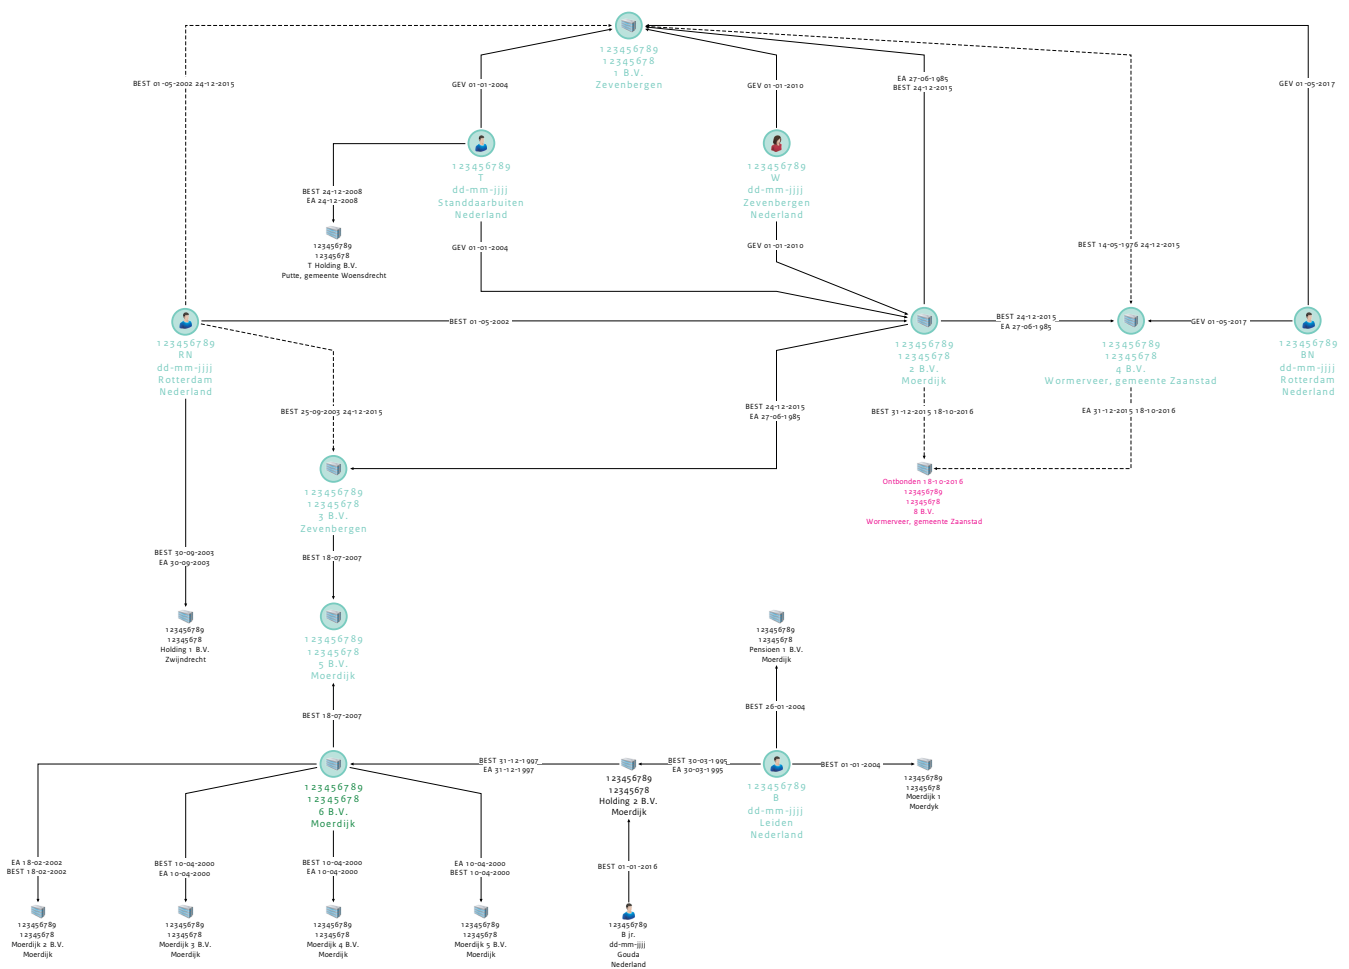 123456789
12345678
1 B.V.
Zevenbergen
BEST 01-05-2002 24-12-2015
GEV 01-01-2004
GEV 01-01-2010
EA 27-06-1985
BEST 24-12-2015
GEV 01-05-2017
123456789
T
dd-mm-jjjj
Standdaarbuiten
Nederland
123456789
W
dd-mm-jjjj
Zevenbergen
Nederland
BEST 24-12-2008
EA 24-12-2008
123456789
12345678
T Holding B.V.
Putte, gemeente Woensdrecht
GEV 01-01-2004
GEV 01-01-2010
BEST 14-05-1976 24-12-2015
123456789
RN
dd-mm-jjjj
Rotterdam
Nederland
BEST 01-05-2002
123456789
12345678
2 B.V.
Moerdijk
BEST 24-12-2015
EA 27-06-1985
123456789
12345678
4 B.V.
Wormerveer, gemeente Zaanstad
GEV 01-05-2017
123456789
BN
dd-mm-jjjj
Rotterdam
Nederland
BEST 25-09-2003 24-12-2015
BEST 24-12-2015
EA 27-06-1985
BEST 31-12-2015 18-10-2016
EA 31-12-2015 18-10-2016
123456789
12345678
3 B.V.
Zevenbergen
Ontbonden 18-10-2016
123456789
12345678
8 B.V.
Wormerveer, gemeente Zaanstad
BEST 30-09-2003
EA 30-09-2003
BEST 18-07-2007
123456789
12345678
Holding 1 B.V.
Zwijndrecht
123456789
12345678
5 B.V.
Moerdijk
123456789
12345678
Pensioen 1 B.V.
Moerdijk
BEST 18-07-2007
BEST 26-01-2004
123456789
12345678
6 B.V.
Moerdijk
BEST 31-12-1997
EA 31-12-1997
123456789
12345678
Holding 2 B.V.
Moerdijk
BEST 30-03-1995
EA 30-03-1995
123456789
B
dd-mm-jjjj
Leiden
Nederland
BEST 01-01-2004
123456789
12345678
Moerdijk 1
Moerdyk
EA 18-02-2002
BEST 18-02-2002
BEST 10-04-2000
EA 10-04-2000
BEST 10-04-2000
EA 10-04-2000
EA 10-04-2000
BEST 10-04-2000
BEST 01-01-2016
123456789
12345678
Moerdijk 2 B.V.
Moerdijk
123456789
12345678
Moerdijk 3 B.V.
Moerdijk
123456789
12345678
Moerdijk 4 B.V.
Moerdijk
123456789
12345678
Moerdijk 5 B.V.
Moerdijk
123456789
B jr.
dd-mm-jjjj
Gouda
Nederland